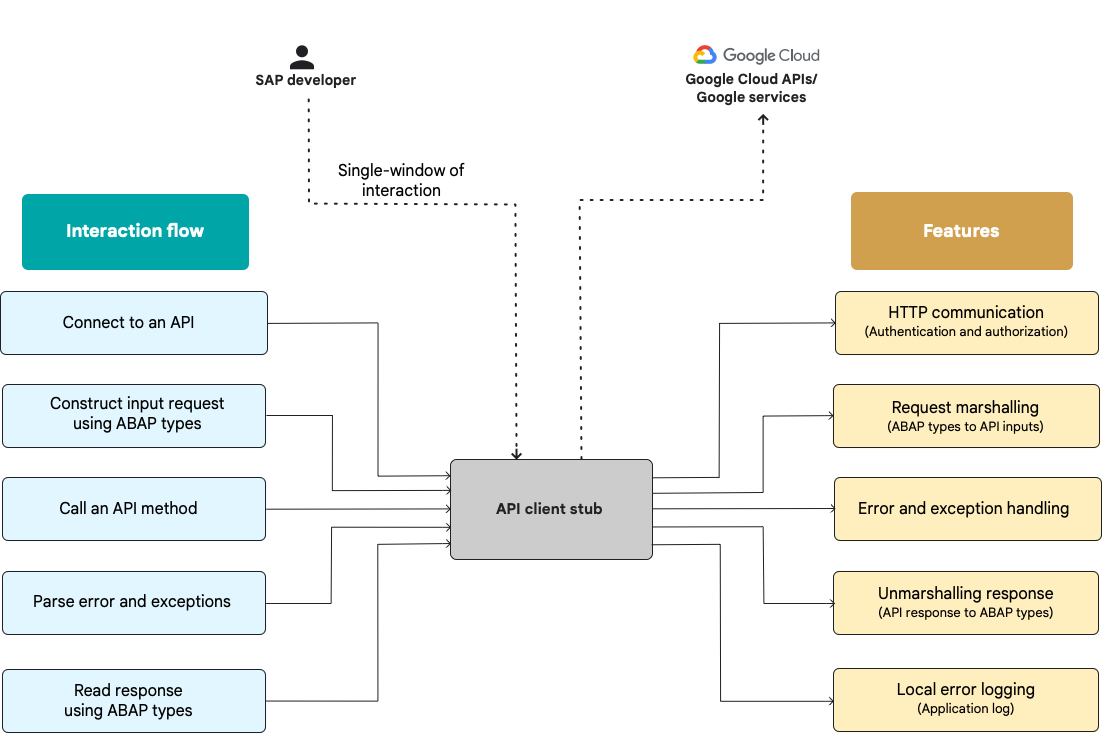 Google Cloud
SAP developer
Google Cloud APIs/
Google services
Single-window of
interaction
Interaction flow
Features
Connect to an API
HTTP communication
(Authentication and authorization)
Construct input request
using ABAP types
Request marshalling
(ABAP types to API inputs)
Call an API method
API client stub
Error and exception handling
Parse error and exceptions
Unmarshalling response
(API response to ABAP types)
Read response
using ABAP types
Local error logging
(Application log)